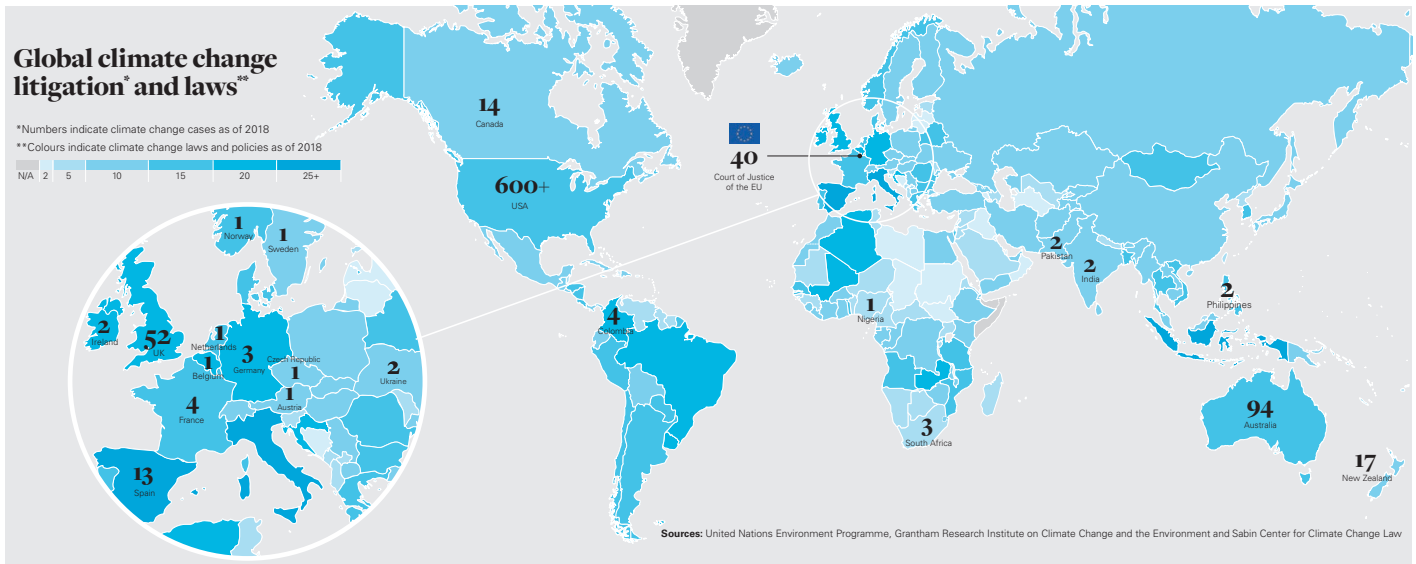 Global climate change
litigation* and laws**
*Numbers indicate climate change cases as of 2018
**Colours indicate climate change laws and policies as of 2018
N/A 2 5 10 15 20 25+
14
Canada
600+
USA
40
Court of Justice
of the EU
4
Colombia
1
Nigeria
3
South Africa
2
Pakistan
2
India
2
Philippines
94
Australia
17
New Zealand
1
Norway
1
Sweden
2
Ireland
52
UK
1
Netherlands
1
Belgium
3
Germany
Czech Republic
1
1
Austria
2
Ukraine
4
France
13
Spain
Sources: United Nations Environment Programme, Grantham Research Institute on Climate Change and the Environment and Sabin Center for Climate Change Law